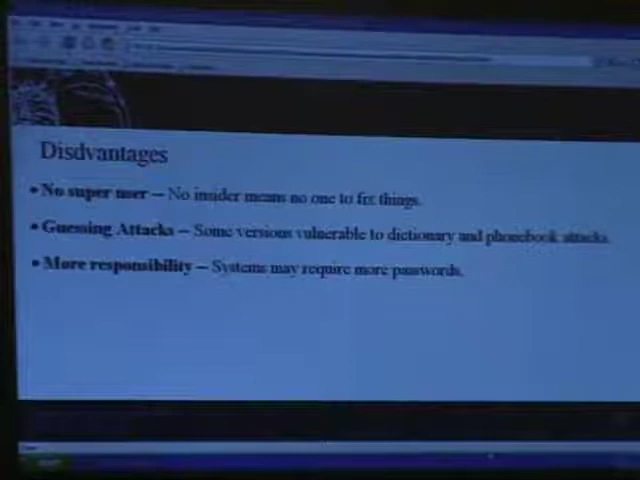 Disdvantages
• No super user – No insider means no one to fix things.
• Guessing Attacks – Some versions vulnerable to dictionary and phonebook attacks.
• More responsibility – Systems may require more passwords.